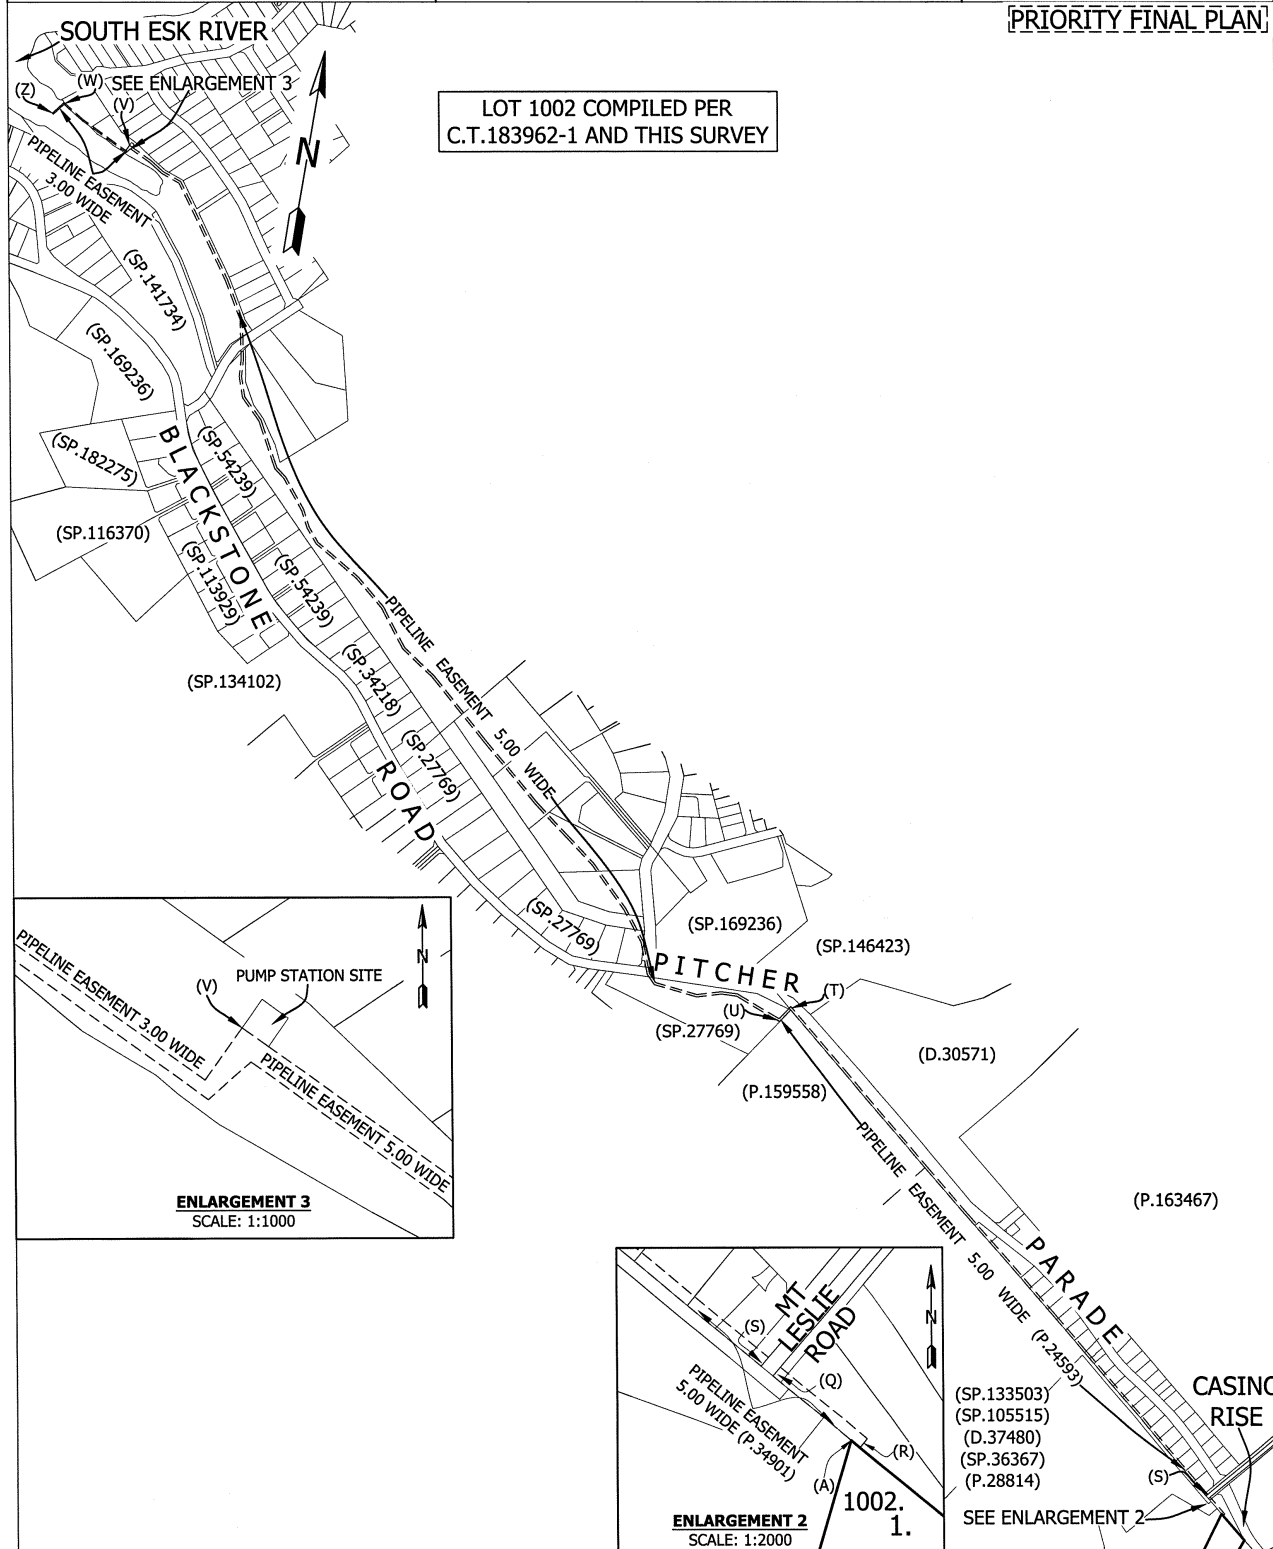 PRIORITY FINAL PLAN
SOUTH ESK RIVER
(Z)
(W)
SEE ENLARGEMENT 3
(V)
LOT 1002 COMPILED PER
C.T.183962-1 AND THIS SURVEY
N
PIPELINE EASEMENT
3.00 WIDE
(SP.141734)
(SP.169236)
BLACKSTONE
(SP.182275)
(SP.54239)
(SP.116370)
(SP.113929)
(SP.54239)
(SP.134102)
(SP.34218)
PIPELINE EASEMENT 5.00 WIDE
(SP.27769)
ROAD
(SP.27769)
(SP.169236)
(SP.146423)
PITCHER
(T)
(U)
(SP.27769)
(D.30571)
(P.159558)
PIPELINE EASEMENT 5.00 WIDE (P.24593)
(P.163467)
PARADE
CASINO
RISE
(SP.133503)
(SP.105515)
(D.37480)
(SP.36367)
(P.28814)
(S)
SEE ENLARGEMENT 2
PIPELINE EASEMENT 3.00 WIDE
(V)
PUMP STATION SITE
N
PIPELINE EASEMENT 5.00 WIDE
ENLARGEMENT 3
SCALE: 1:1000
MT
LESLIE
ROAD
(S)
N
(Q)
PIPELINE EASEMENT
5.00 WIDE (P.34901)
(R)
(A)
1002.
1.
ENLARGEMENT 2
SCALE: 1:2000